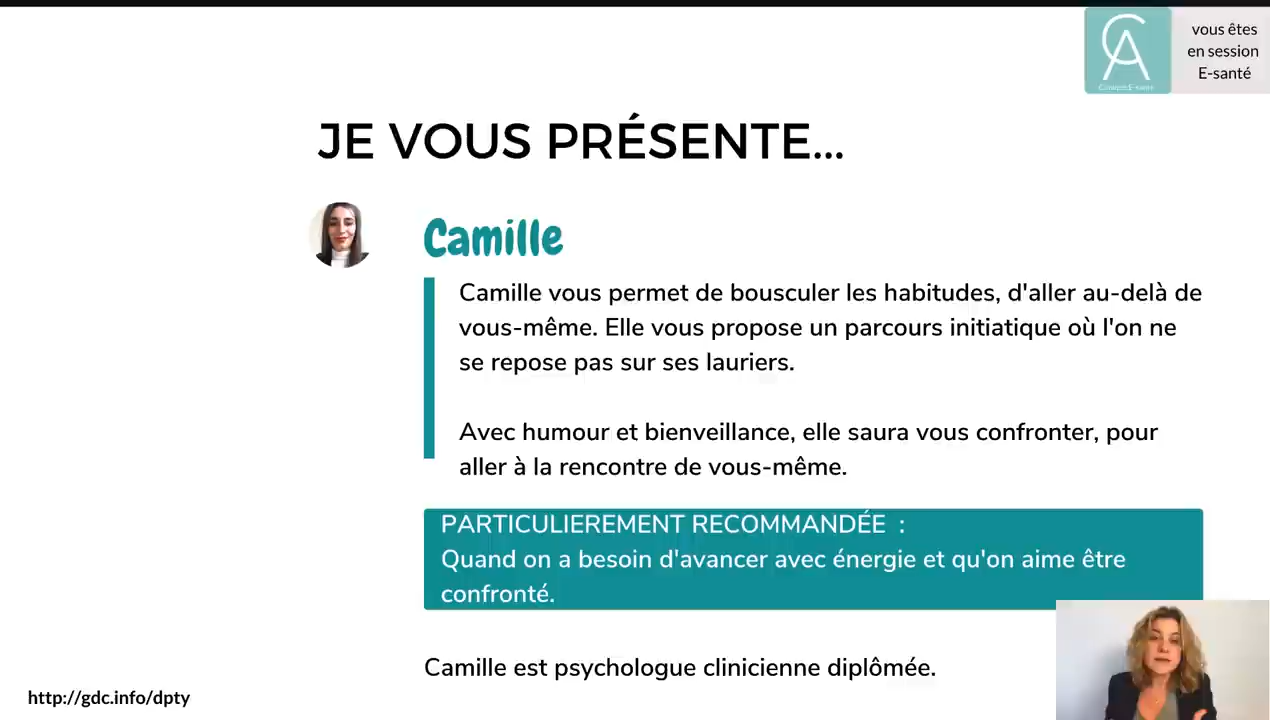 vous êtes
en session
E-santé
CA
JE VOUS PRÉSENTE...
Camille
Camille vous permet de bousculer les habitudes, d'aller au-delà de
vous-même. Elle vous propose un parcours initiatique où l'on ne
se repose pas sur ses lauriers.
Avec humour et bienveillance, elle saura vous confronter, pour
aller à la rencontre de vous-même.
PARTICULIEREMENT RECOMMANDÉE :
Quand on a besoin d'avancer avec énergie et qu'on aime être
confronté.
Camille est psychologue clinicienne diplômée.
http://gdc.info/dpty